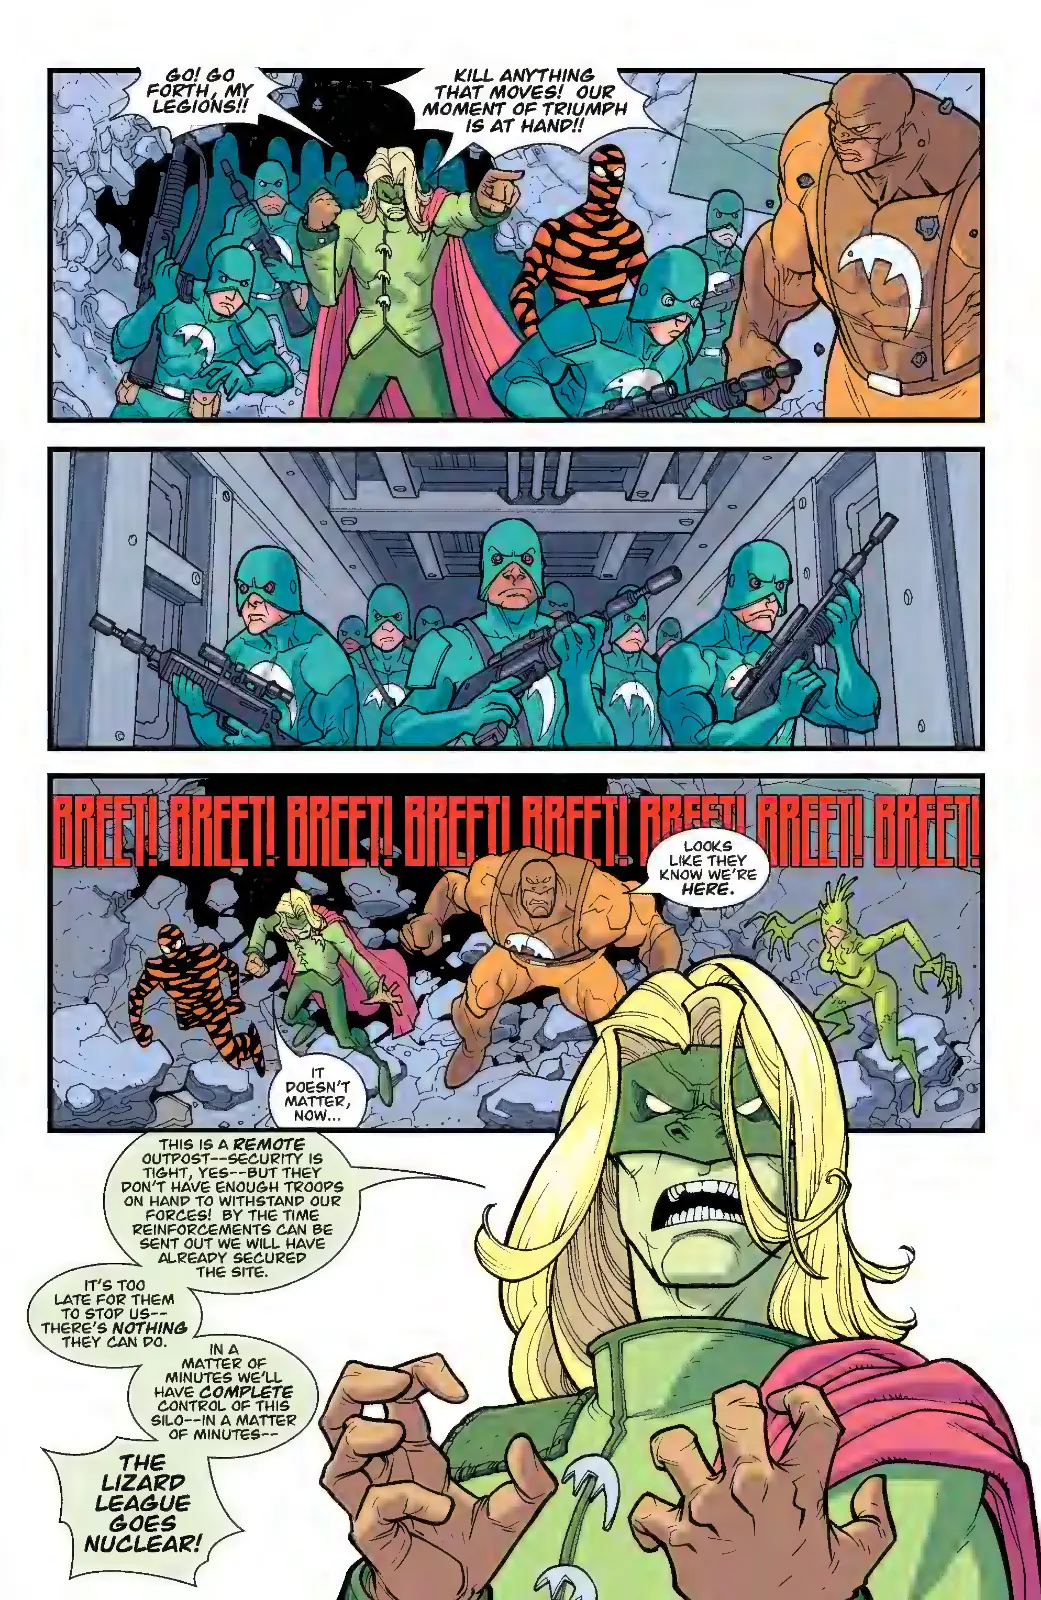 GO! GO
FORTH, MY
LEGIONS!!
KILL ANYTHING
THAT MOVES! OUR
MOMENT OF TRIUMPH
IS AT HAND!!
BREET! BREET! BREET! BREET! BREET! BREET! BREET! BREET!
LOOKS
LIKE THEY
KNOW WE'RE
HERE.
IT
DOESN'T
MATTER,
NOW...
THIS IS A REMOTE
OUTPOST--SECURITY IS
TIGHT, YES--BUT THEY
DON'T HAVE ENOUGH TROOPS
ON HAND TO WITHSTAND OUR
FORCES! BY THE TIME
REINFORCEMENTS CAN BE
SENT OUT WE WILL HAVE
ALREADY SECURED
THE SITE.
IT'S TOO
LATE FOR THEM
TO STOP US--
THERE'S NOTHING
THEY CAN DO.
IN A
MATTER OF
MINUTES WE'LL
HAVE COMPLETE
CONTROL OF THIS
SILO--IN A MATTER
OF MINUTES--
THE
LIZARD
LEAGUE
GOES
NUCLEAR!